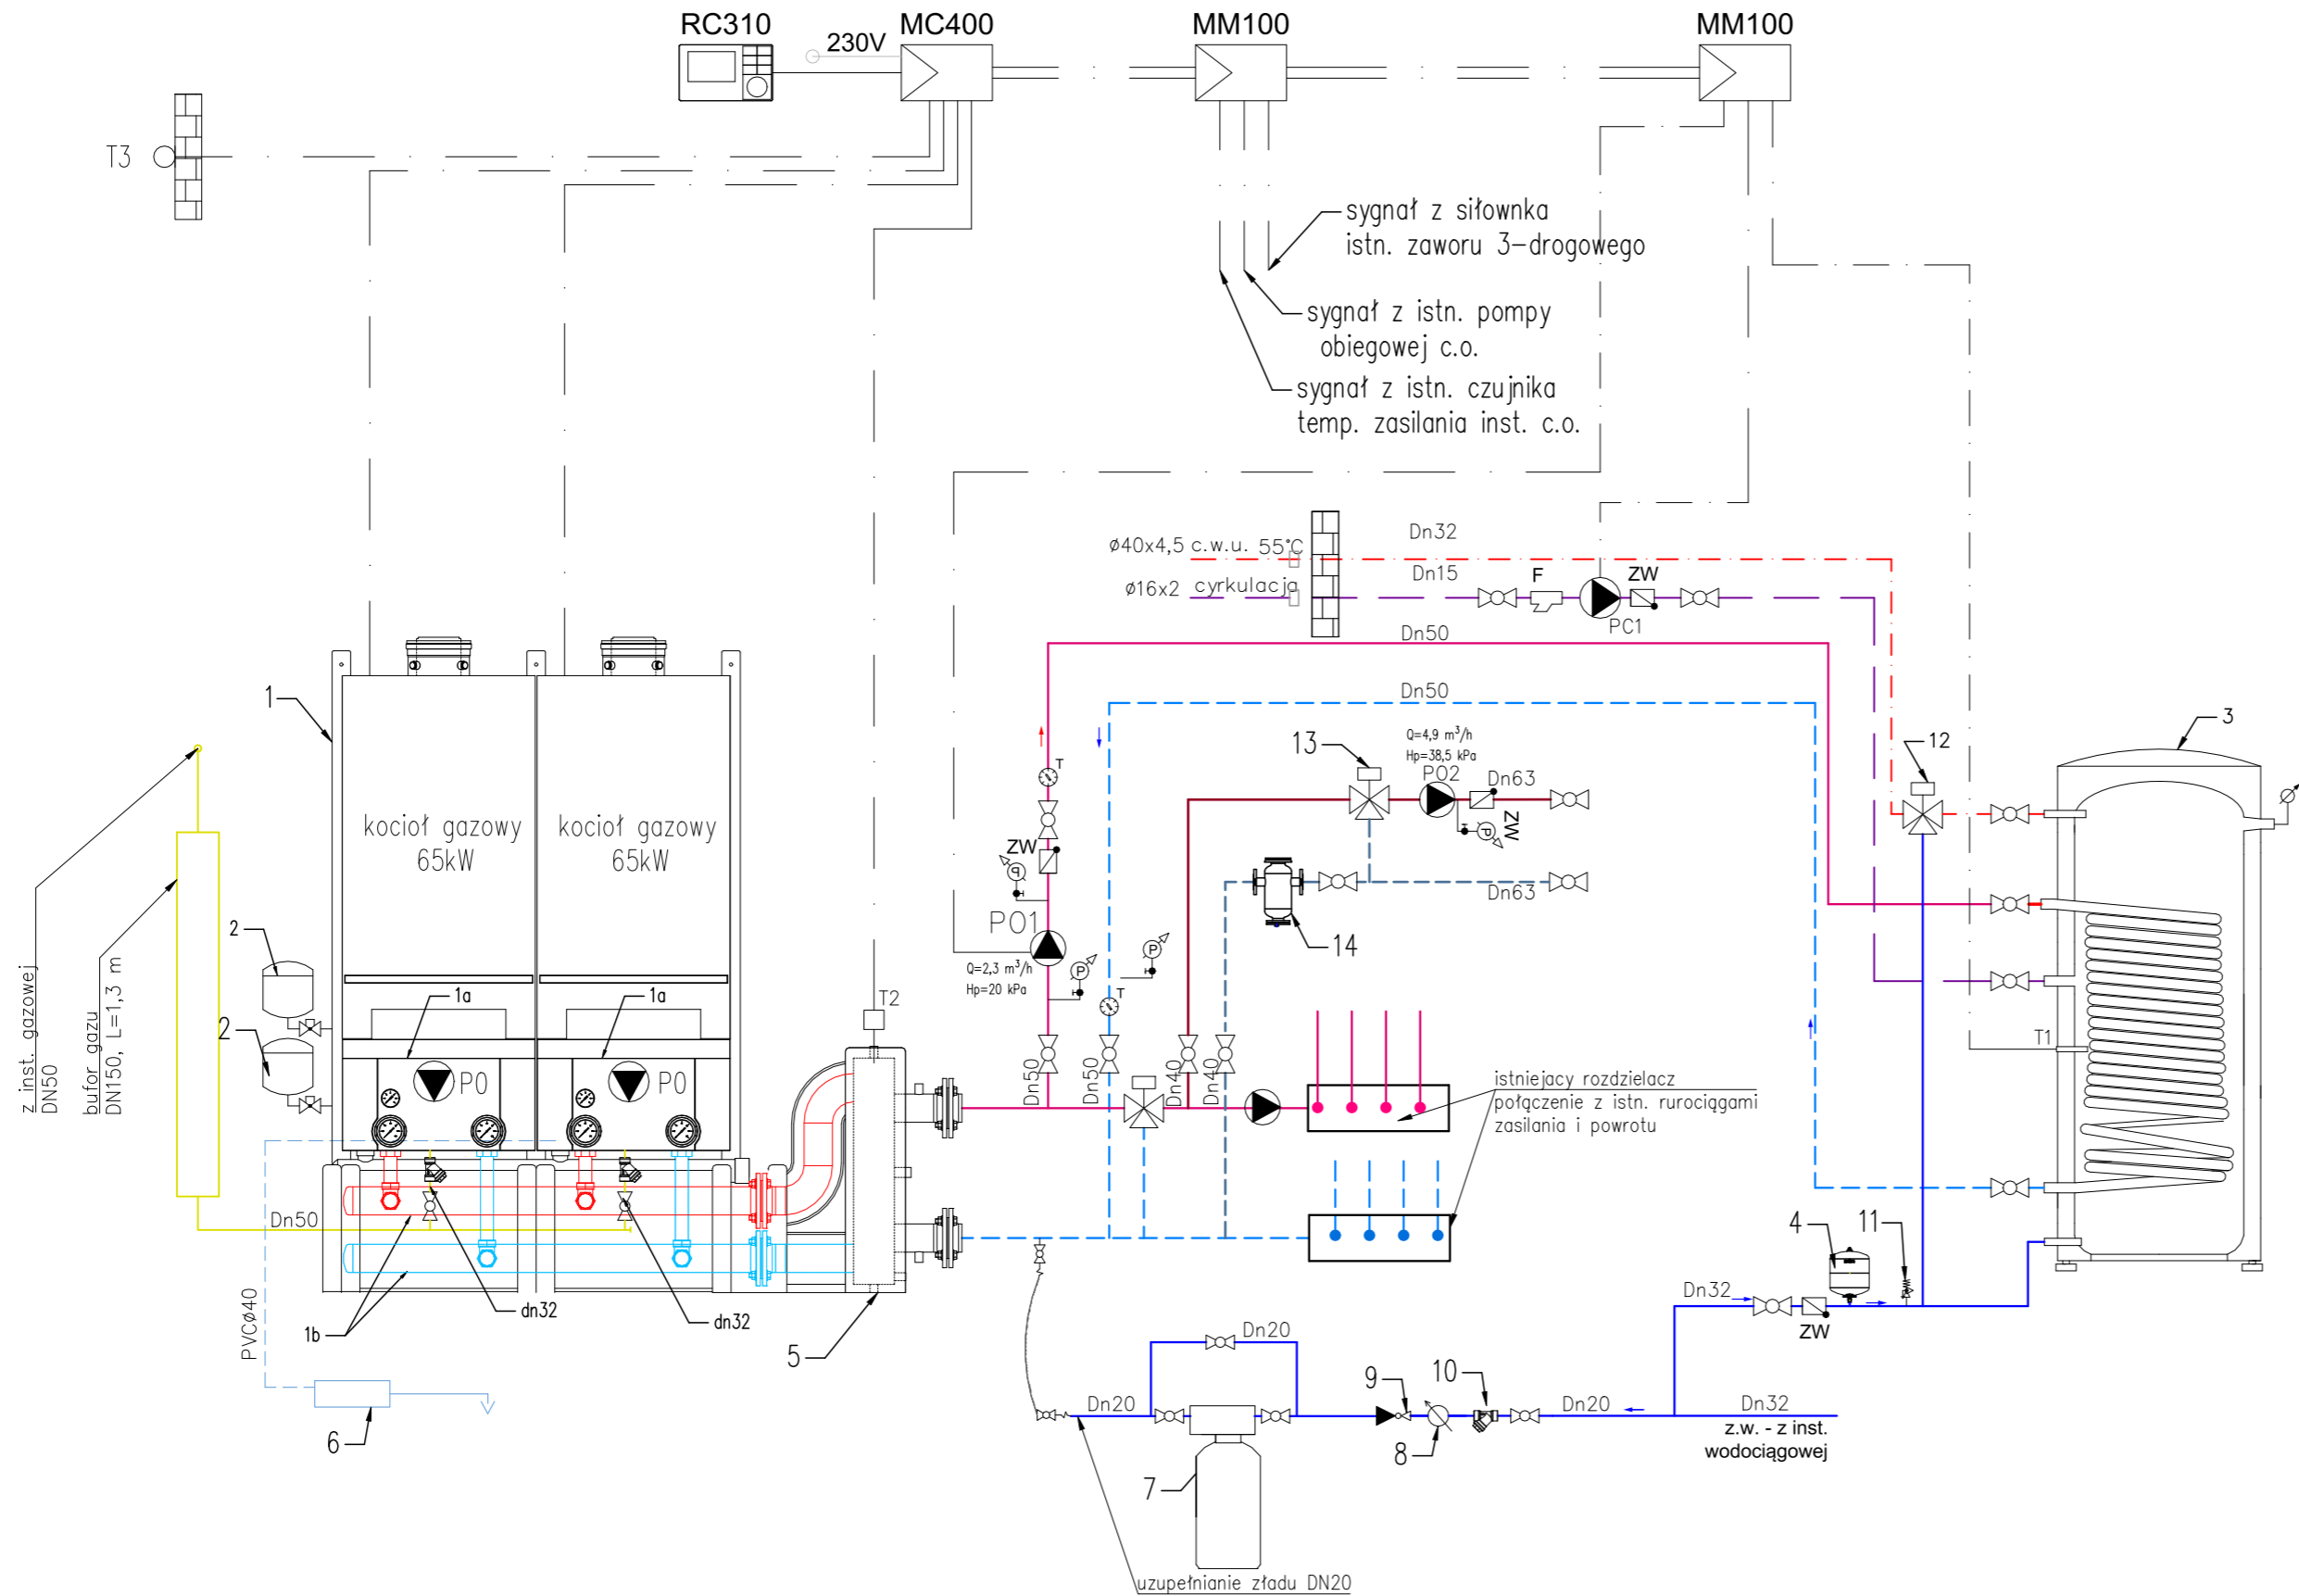 RC310
230V
MC400
MM100
MM100
T3
sygnał z siłownka
istn. zaworu 3-drogowego
sygnał z istn. pompy
obiegowej c.o.
sygnał z istn. czujnika
temp. zasilania inst. c.o.
ø40x4,5 c.w.u. 55°C
Dn32
ø16x2 cyrkulacja
Dn15
F
ZW
PC1
Dn50
Dn50
1
3
12
13
Q=4,9 m³/h
Hp=38,5 kPa
PO2
Dn63
ZW
P
T
kocioł gazowy
65kW
kocioł gazowy
65kW
ZW
P
Dn63
14
PO1
Q=2,3 m³/h
Hp=20 kPa
P
P
T
z inst. gazowej
DN50
bufor gazu
DN150, L=1,3 m
2
2
1a
1a
T2
T1
PO
PO
Dn50
Dn50
Dn40
Dn40
istniejacy rozdzielacz
połączenie z istn. rurociągami
zasilania i powrotu
Dn50
4
11
dn32
dn32
1b
PVCø40
5
6
Dn32
ZW
Dn20
9
10
Dn20
Dn20
Dn32
z.w. - z inst.
wodociągowej
8
7
uzupełnianie zładu DN20